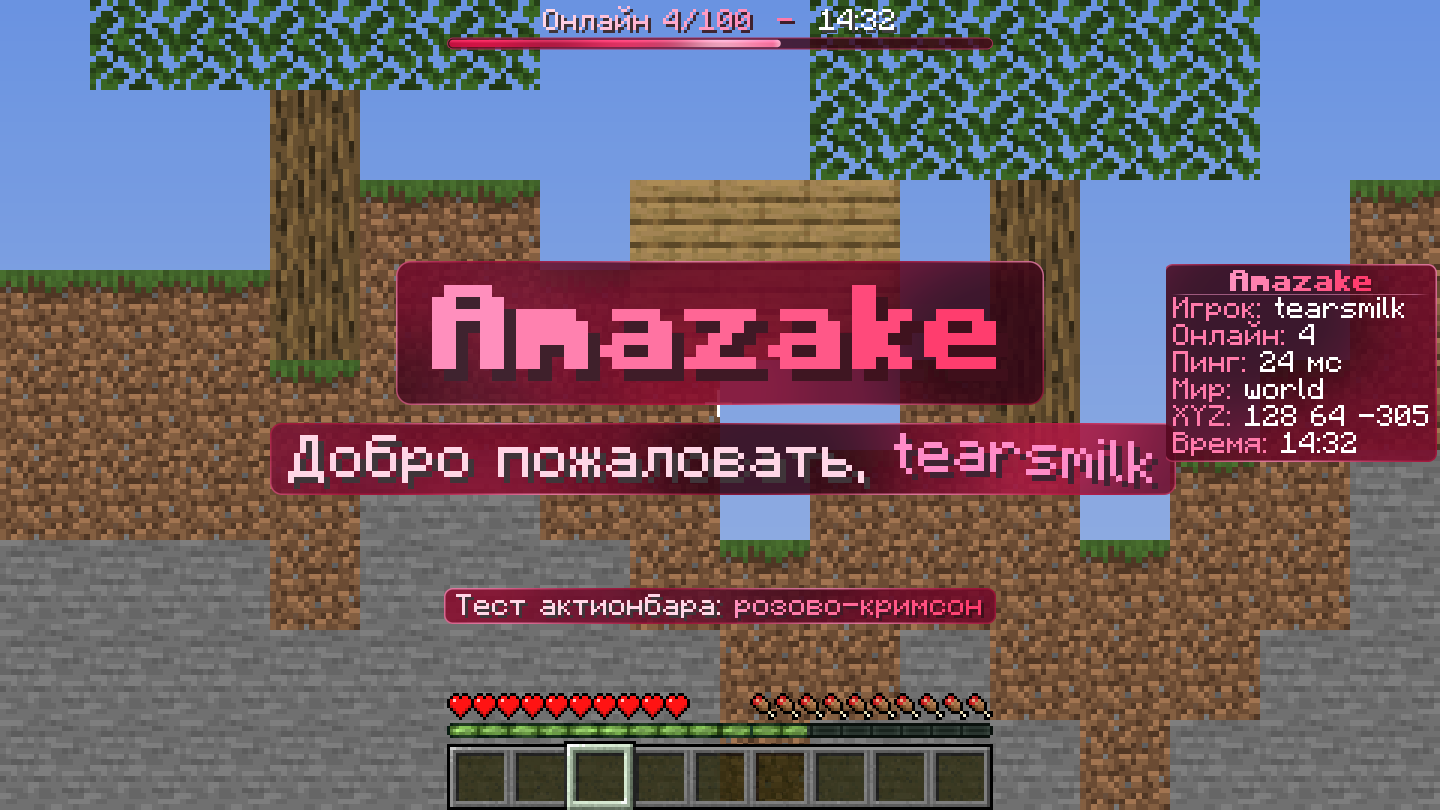 Онлайн 4/100 - 14:32
Amazake
Добро пожаловать, tearsmilk
Amazake
Игрок: tearsmilk
Онлайн: 4
Пинг: 24 мс
Мир: world
XYZ: 128 64 -305
Время: 14:32
Тест актионбара: розово-кримсон